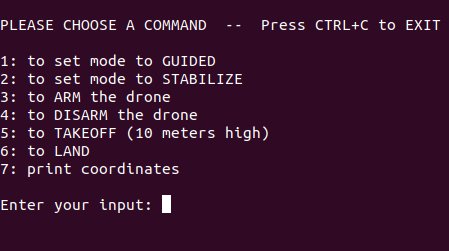 PLEASE CHOOSE A COMMAND  --  Press CTRL+C to EXIT
1: to set mode to GUIDED
2: to set mode to STABILIZE
3: to ARM the drone
4: to DISARM the drone
5: to TAKEOFF (10 meters high)
6: to LAND
7: print coordinates
Enter your input: